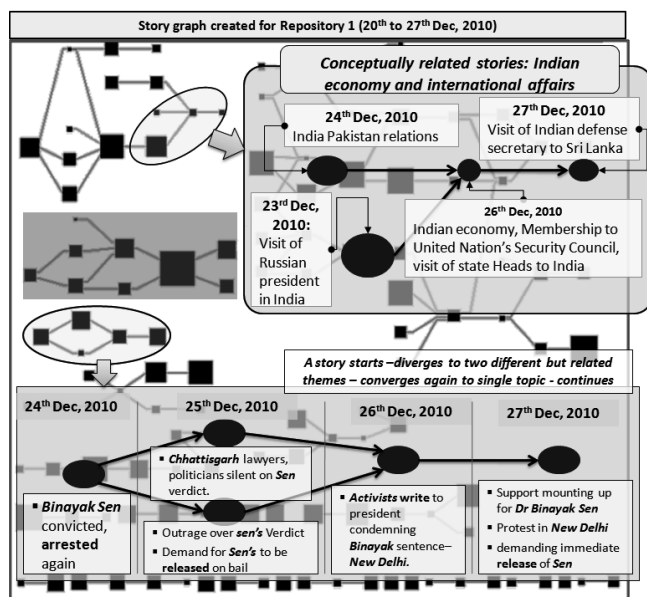 Story graph created for Repository 1 (20th to 27th Dec, 2010)
Conceptually related stories: Indian
economy and international affairs
24th Dec, 2010
India Pakistan relations
27th Dec, 2010
Visit of Indian defense
secretary to Sri Lanka
23rd Dec,
2010:
Visit of
Russian
president
in India
26th Dec, 2010
Indian economy, Membership to
United Nation's Security Council,
visit of state Heads to India
A story starts –diverges to two different but related
themes – converges again to single topic - continues
24th Dec, 2010
25th Dec, 2010
26th Dec, 2010
27th Dec, 2010
▪ Binayak Sen
convicted,
arrested
again
▪ Chhattisgarh lawyers,
politicians silent on Sen
verdict.
▪ Outrage over sen's Verdict
▪ Demand for Sen's to be
released on bail
▪ Activists write to
president
condemning
Binayak sentence–
New Delhi.
▪ Support mounting up
for Dr Binayak Sen
▪ Protest in New Delhi
▪ demanding immediate
release of Sen